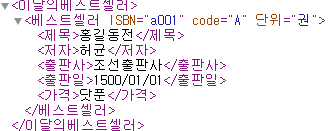 ▼<이달의베스트셀러>
▼<베스트셀러 ISBN="a001" code="A" 단위="권">
<제목>홍길동전</제목>
<저자>허균</저자>
<출판사>조선출판사</출판사>
<출판일>1500/01/01</출판일>
<가격>닷푼</가격>
</베스트셀러>
</이달의베스트셀러>